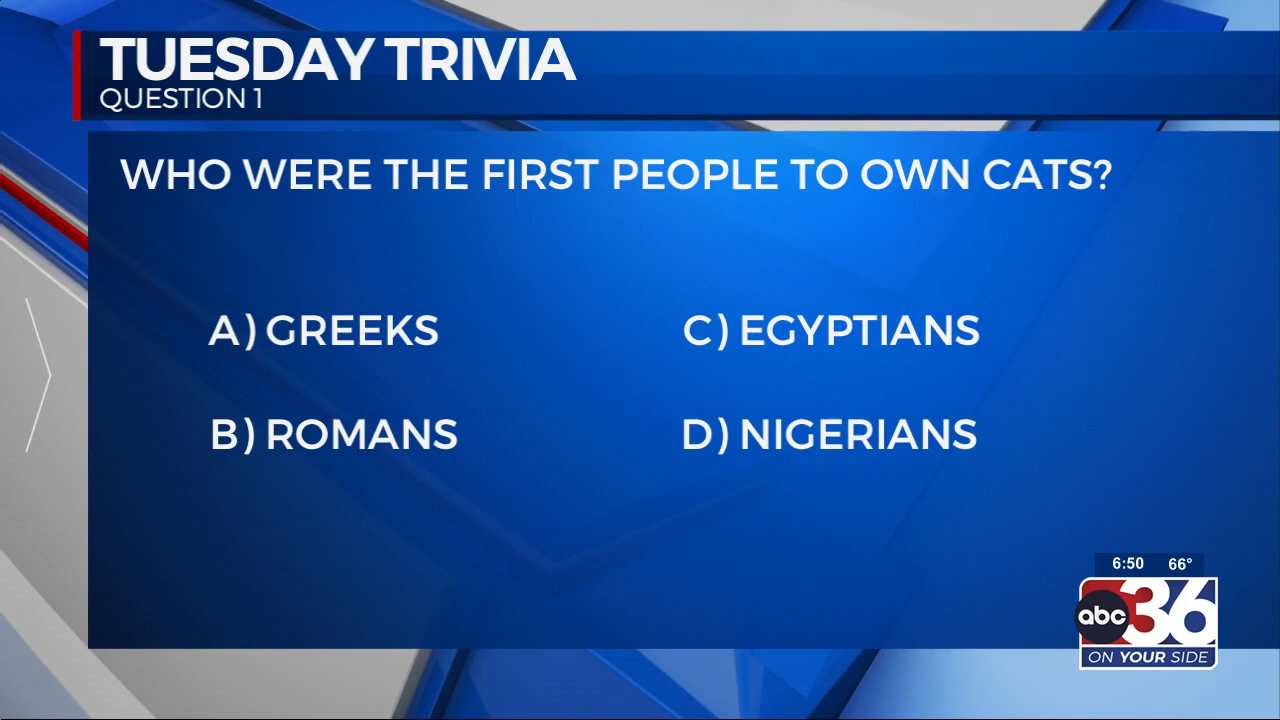 TUESDAY TRIVIA
QUESTION 1
WHO WERE THE FIRST PEOPLE TO OWN CATS?
A) GREEKS
B) ROMANS
C) EGYPTIANS
D) NIGERIANS
6:50 66°
abc 36
ON YOUR SIDE